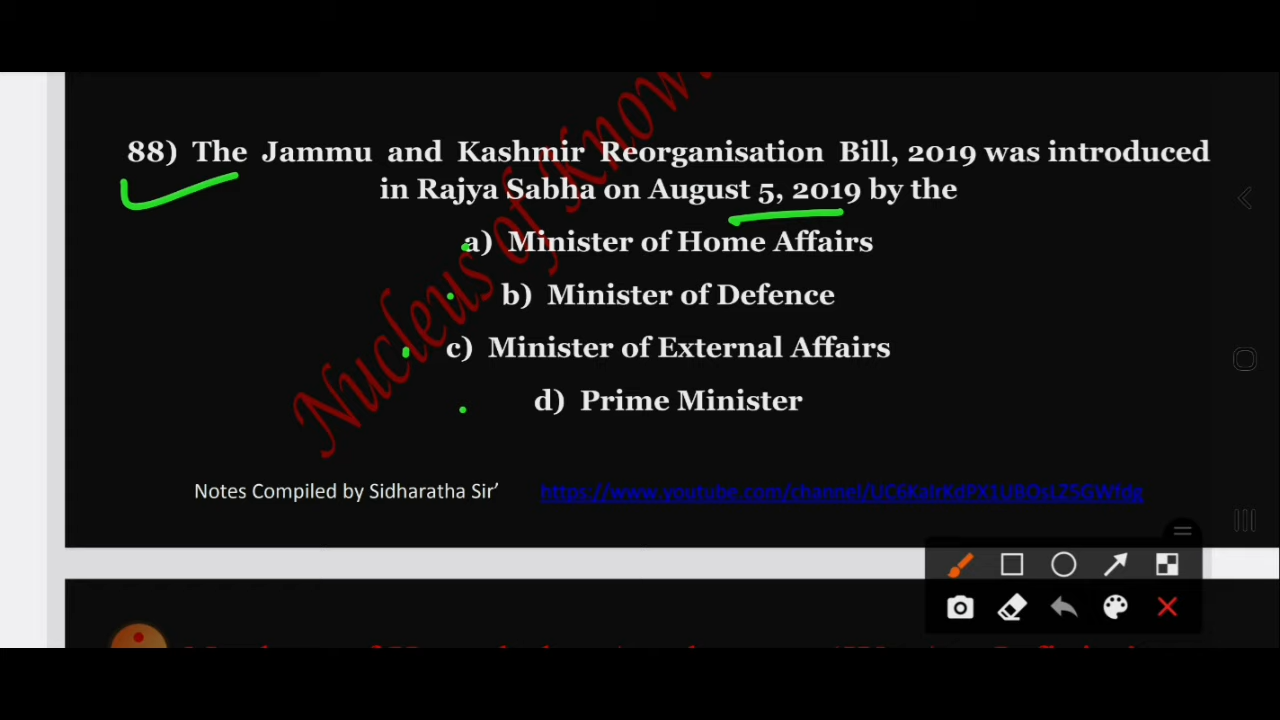 88) The Jammu and Kashmir Reorganisation Bill, 2019 was introduced
in Rajya Sabha on August 5, 2019 by the
a) Minister of Home Affairs
b) Minister of Defence
c) Minister of External Affairs
d) Prime Minister
Nucleus of Know
Notes Compiled by Sidharatha Sir’